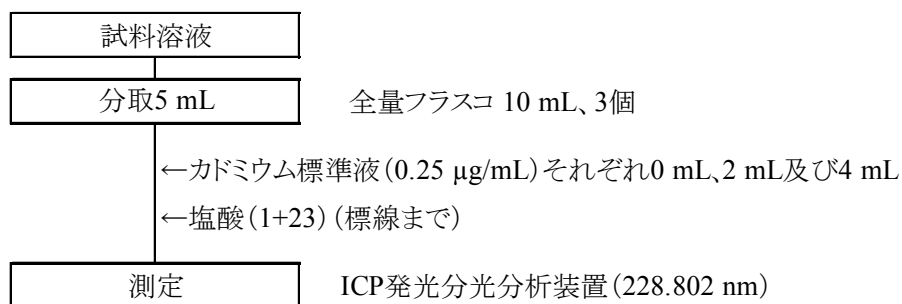 試料溶液
分取5 mL 全量フラスコ 10 mL、3個
←カドミウム標準液(0.25 µg/mL)それぞれ0 mL、2 mL及び4 mL
←塩酸(1+23) (標線まで)
測定 ICP発光分光分析装置(228.802 nm)